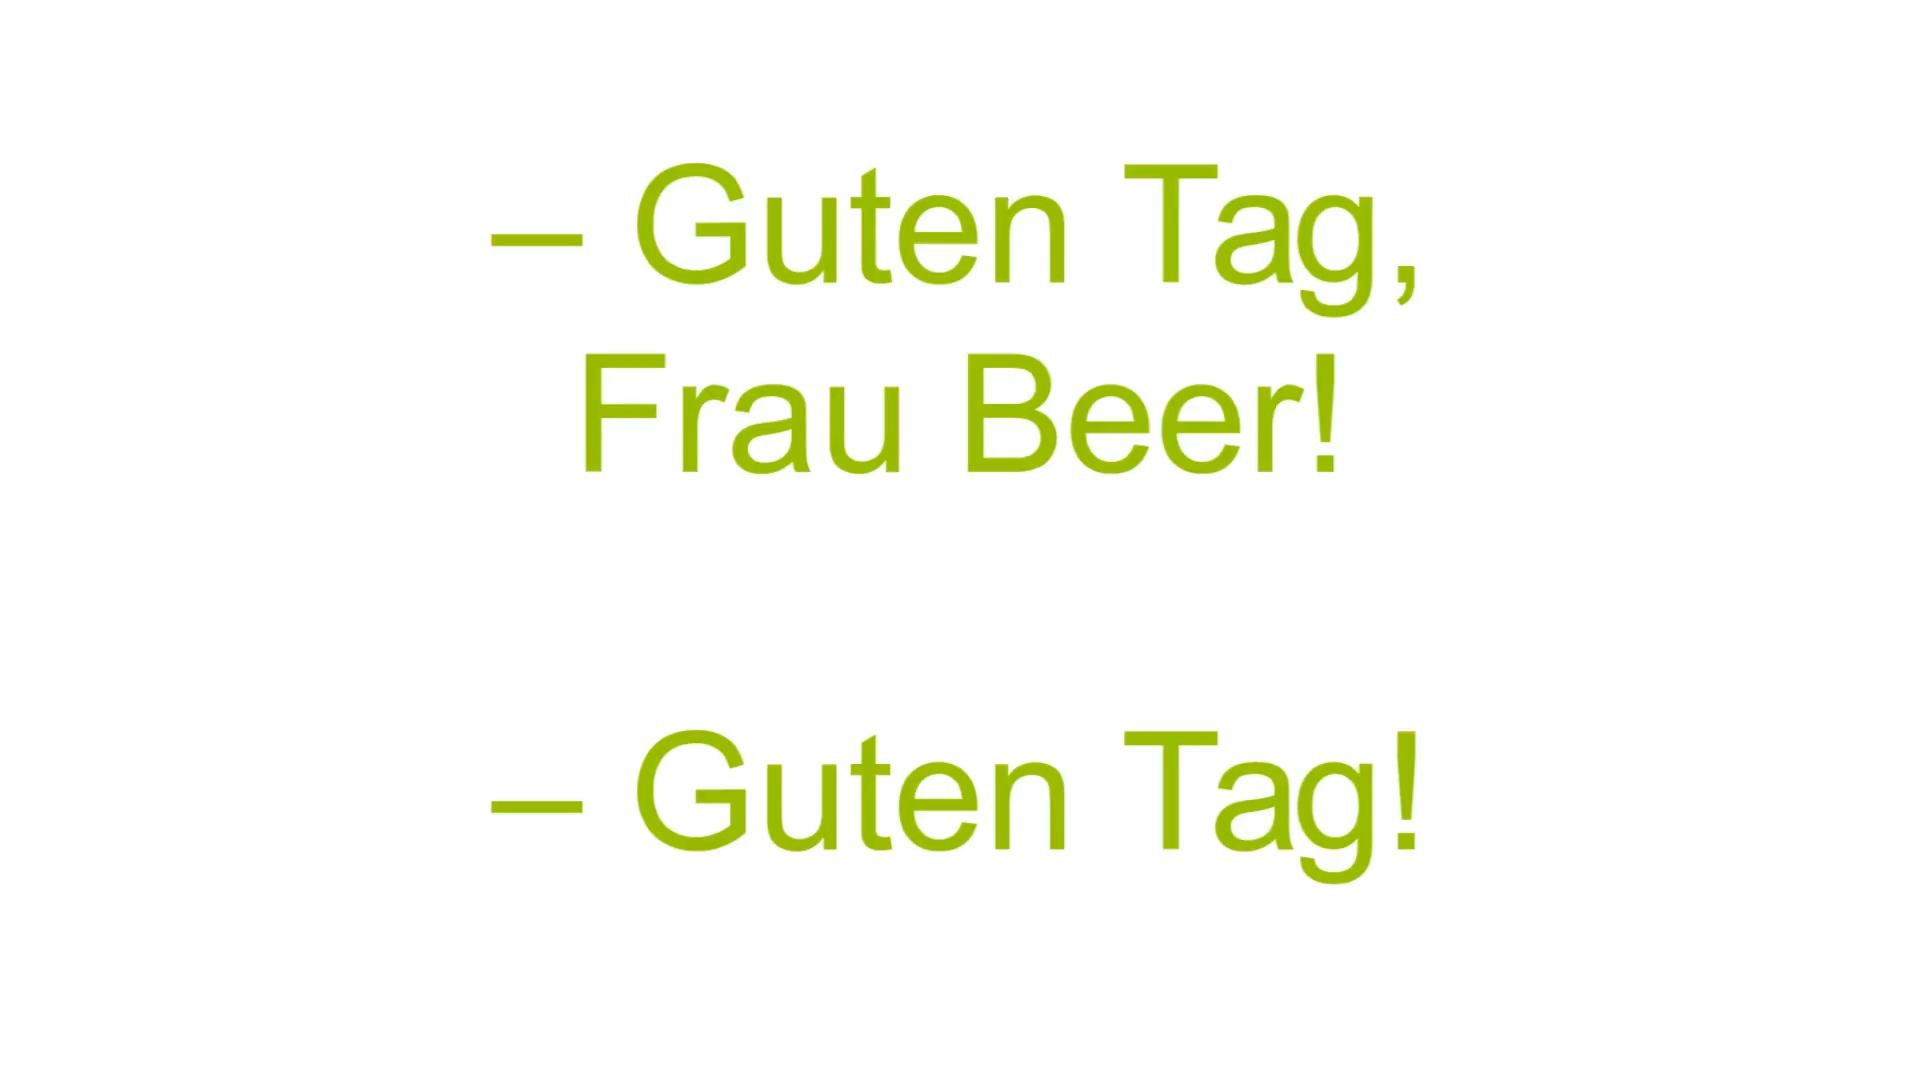 – Guten Tag,
Frau Beer!
– Guten Tag!